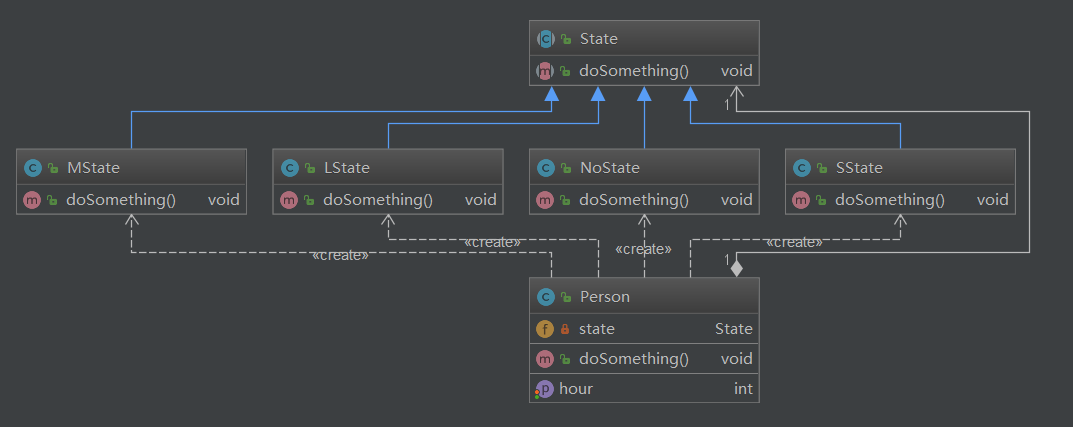 State
doSomething() void
1
MState LState NoState SState
doSomething() void doSomething() void doSomething() void doSomething() void
«create» «create» «create» «create»
1
Person
state State
doSomething() void
hour int